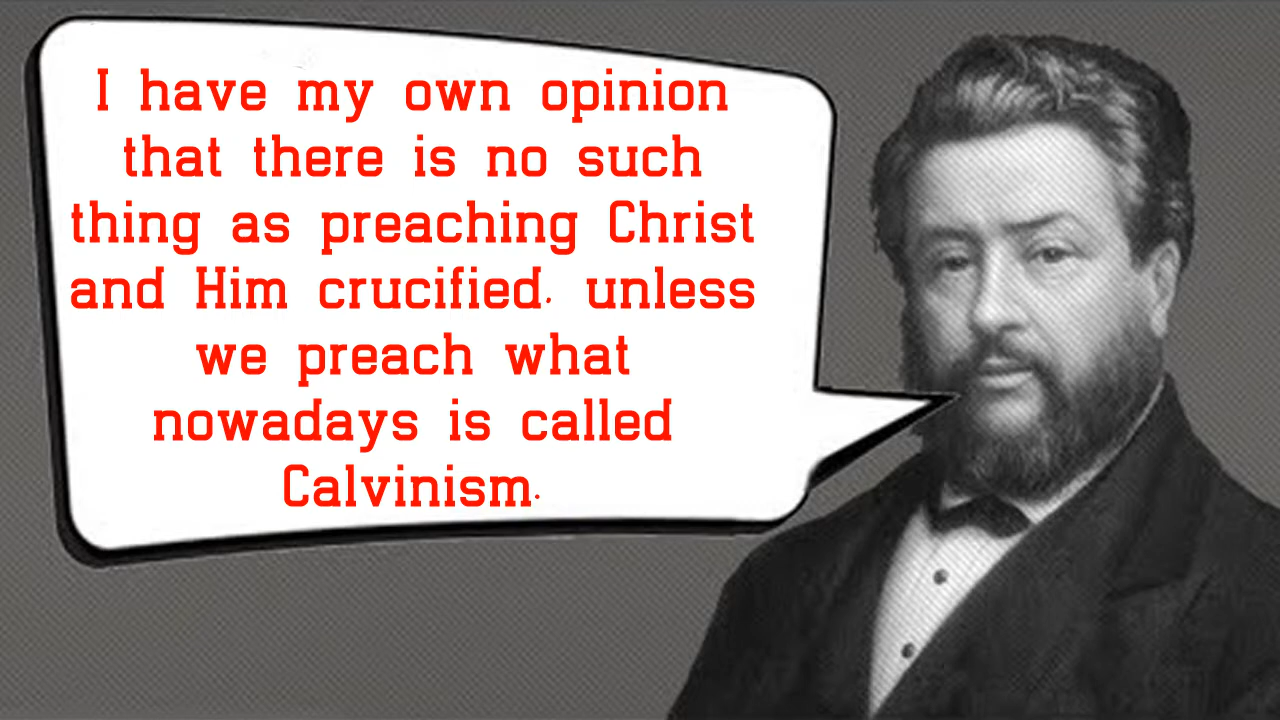 I have my own opinion
that there is no such
thing as preaching Christ
and Him crucified. unless
we preach what
nowadays is called
Calvinism.